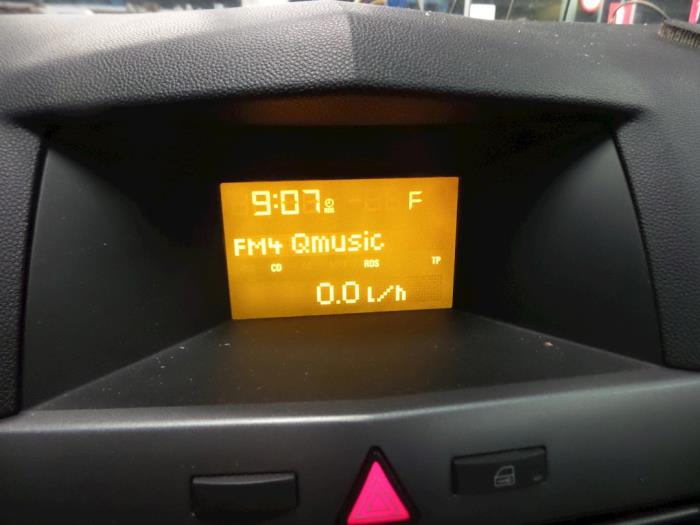 9:07 F
FM4 Qmusic
CD RDS TP
0.0 l/h